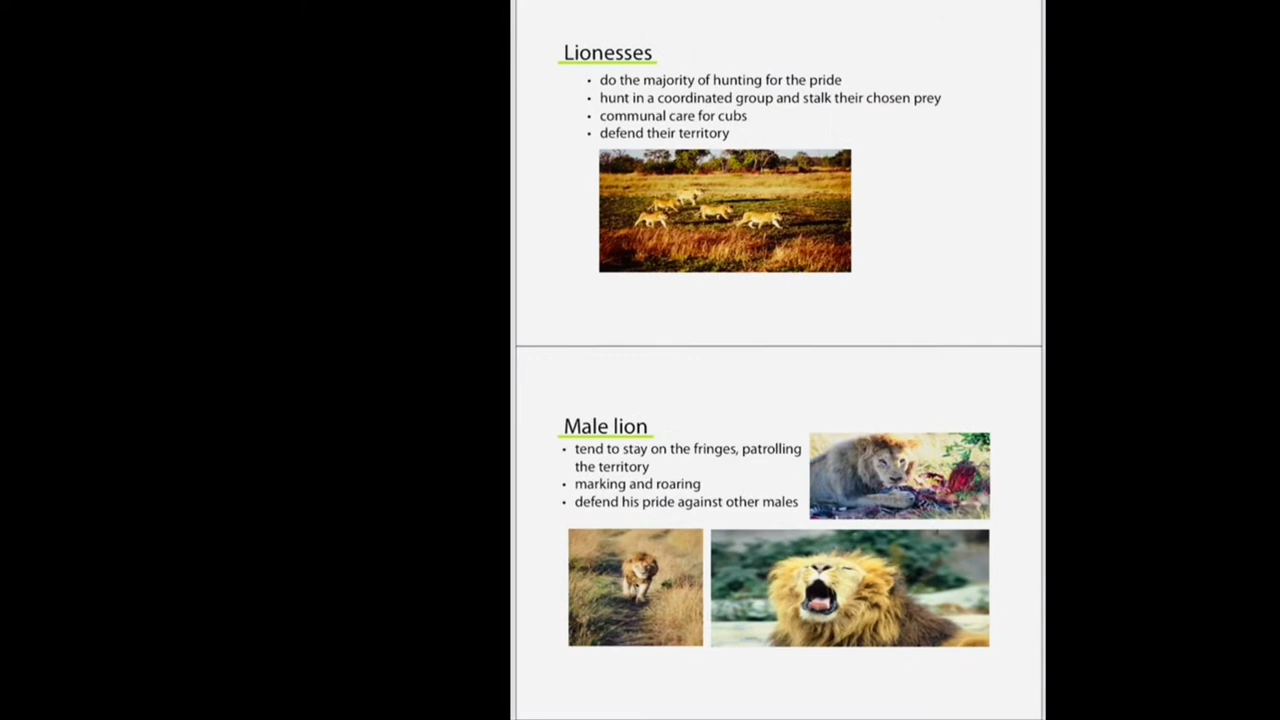 Lionesses
• do the majority of hunting for the pride
• hunt in a coordinated group and stalk their chosen prey
• communal care for cubs
• defend their territory
Male lion
• tend to stay on the fringes, patrolling
the territory
• marking and roaring
• defend his pride against other males